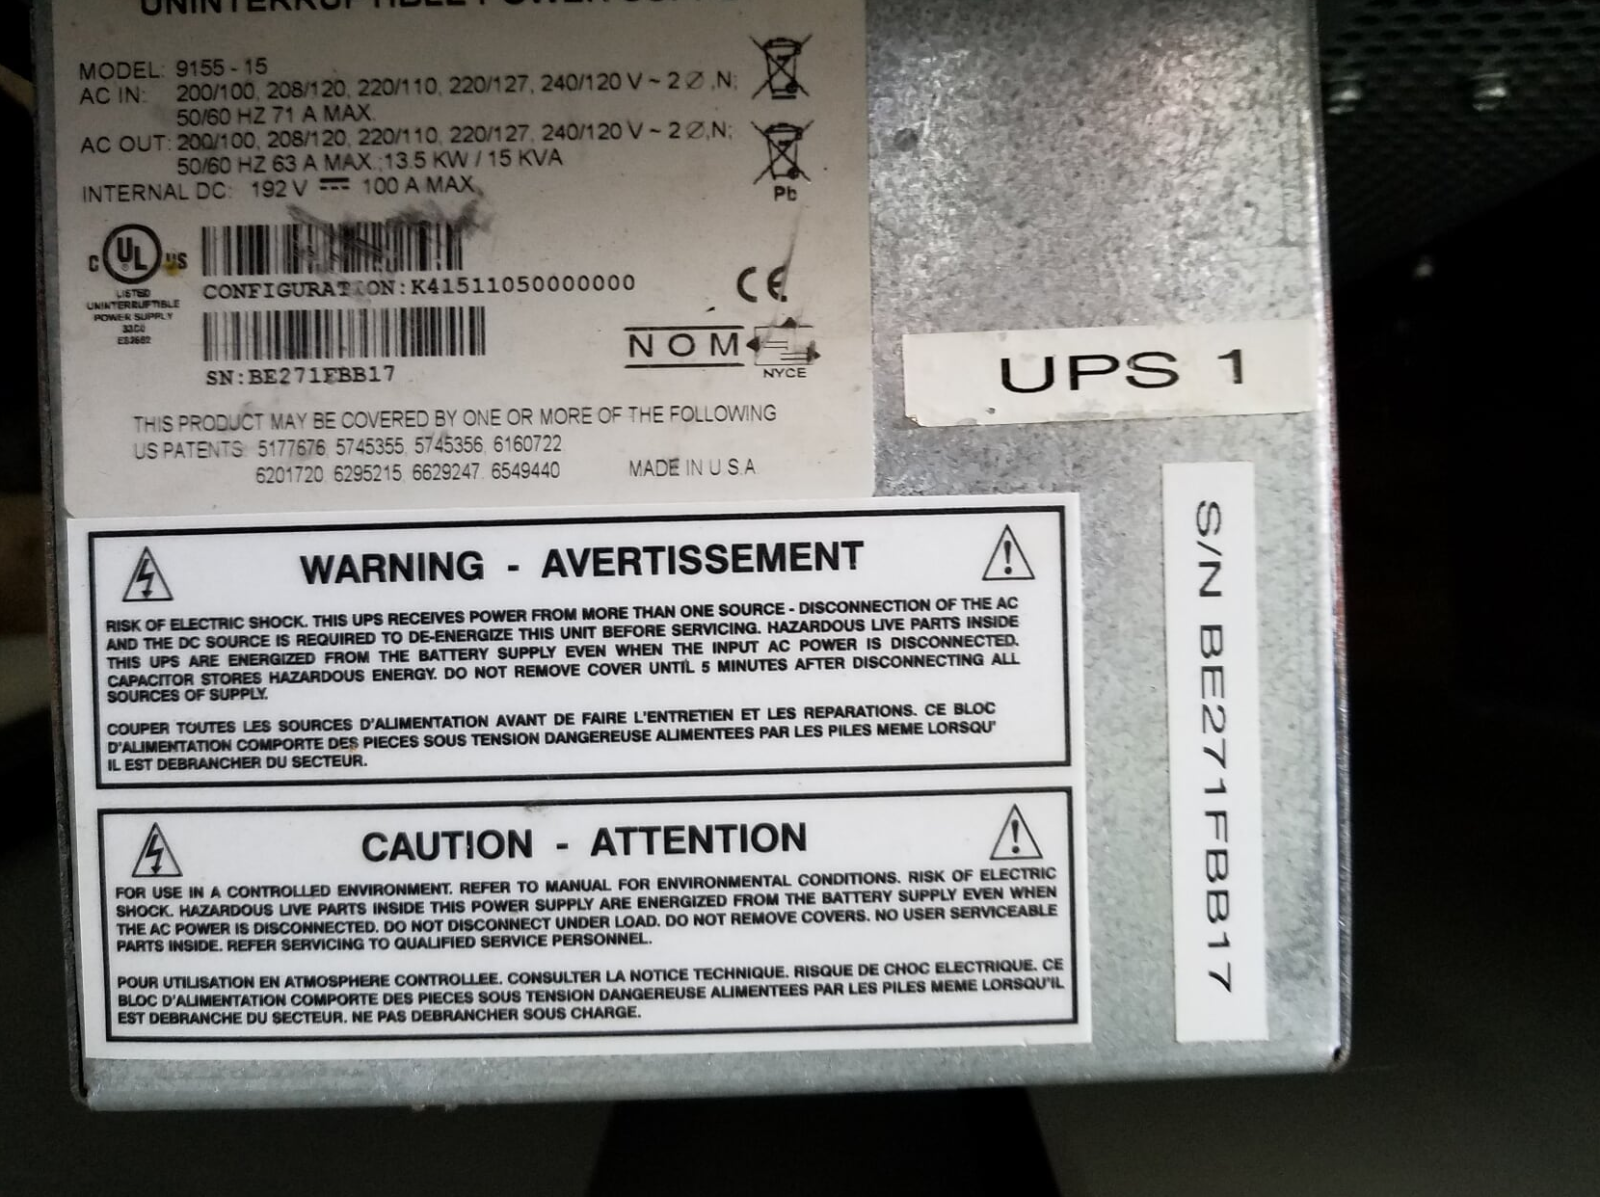 UNINTERRUPTIBLE POWER SUPP
MODEL: 9155 - 15
AC IN: 200/100, 208/120, 220/110, 220/127, 240/120 V ~ 2 Ø ,N;
50/60 HZ 71 A MAX.
AC OUT: 200/100, 208/120, 220/110, 220/127, 240/120 V ~ 2 Ø,N;
50/60 HZ 63 A MAX.;13.5 KW / 15 KVA
INTERNAL DC: 192 V ⎓ 100 A MAX.
Pb
C UL US
®
LISTED
UNINTERRUPTIBLE
POWER SUPPLY
CONFIGURATION:K41511050000000
CE
SN:BE271FBB17
NOM
NYCE
THIS PRODUCT MAY BE COVERED BY ONE OR MORE OF THE FOLLOWING
US PATENTS: 5177676, 5745355, 5745356, 6160722
6201720, 6295215, 6629247, 6549440 MADE IN U S A
UPS 1
S/N BE271FBB17
WARNING - AVERTISSEMENT
RISK OF ELECTRIC SHOCK. THIS UPS RECEIVES POWER FROM MORE THAN ONE SOURCE - DISCONNECTION OF THE AC
AND THE DC SOURCE IS REQUIRED TO DE-ENERGIZE THIS UNIT BEFORE SERVICING. HAZARDOUS LIVE PARTS INSIDE
THIS UPS ARE ENERGIZED FROM THE BATTERY SUPPLY EVEN WHEN THE INPUT AC POWER IS DISCONNECTED.
CAPACITOR STORES HAZARDOUS ENERGY. DO NOT REMOVE COVER UNTIL 5 MINUTES AFTER DISCONNECTING ALL
SOURCES OF SUPPLY.
COUPER TOUTES LES SOURCES D'ALIMENTATION AVANT DE FAIRE L'ENTRETIEN ET LES REPARATIONS. CE BLOC
D'ALIMENTATION COMPORTE DES PIECES SOUS TENSION DANGEREUSE ALIMENTEES PAR LES PILES MEME LORSQU'
IL EST DEBRANCHER DU SECTEUR.
CAUTION - ATTENTION
FOR USE IN A CONTROLLED ENVIRONMENT. REFER TO MANUAL FOR ENVIRONMENTAL CONDITIONS. RISK OF ELECTRIC
SHOCK. HAZARDOUS LIVE PARTS INSIDE THIS POWER SUPPLY ARE ENERGIZED FROM THE BATTERY SUPPLY EVEN WHEN
THE AC POWER IS DISCONNECTED. DO NOT DISCONNECT UNDER LOAD. DO NOT REMOVE COVERS. NO USER SERVICEABLE
PARTS INSIDE. REFER SERVICING TO QUALIFIED SERVICE PERSONNEL.
POUR UTILISATION EN ATMOSPHERE CONTROLLEE. CONSULTER LA NOTICE TECHNIQUE. RISQUE DE CHOC ELECTRIQUE. CE
BLOC D'ALIMENTATION COMPORTE DES PIECES SOUS TENSION DANGEREUSE ALIMENTEES PAR LES PILES MEME LORSQU'IL
EST DEBRANCHE DU SECTEUR. NE PAS DEBRANCHER SOUS CHARGE.